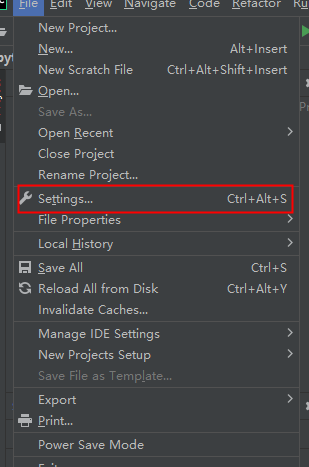 File Edit View Navigate Code Refactor
New Project...
New... Alt+Insert
New Scratch File Ctrl+Alt+Shift+Insert
Open...
Save As...
Open Recent
Close Project
Rename Project...
Settings... Ctrl+Alt+S
File Properties
Local History
Save All Ctrl+S
Reload All from Disk Ctrl+Alt+Y
Invalidate Caches...
Manage IDE Settings
New Projects Setup
Save File as Template...
Export
Print...
Power Save Mode